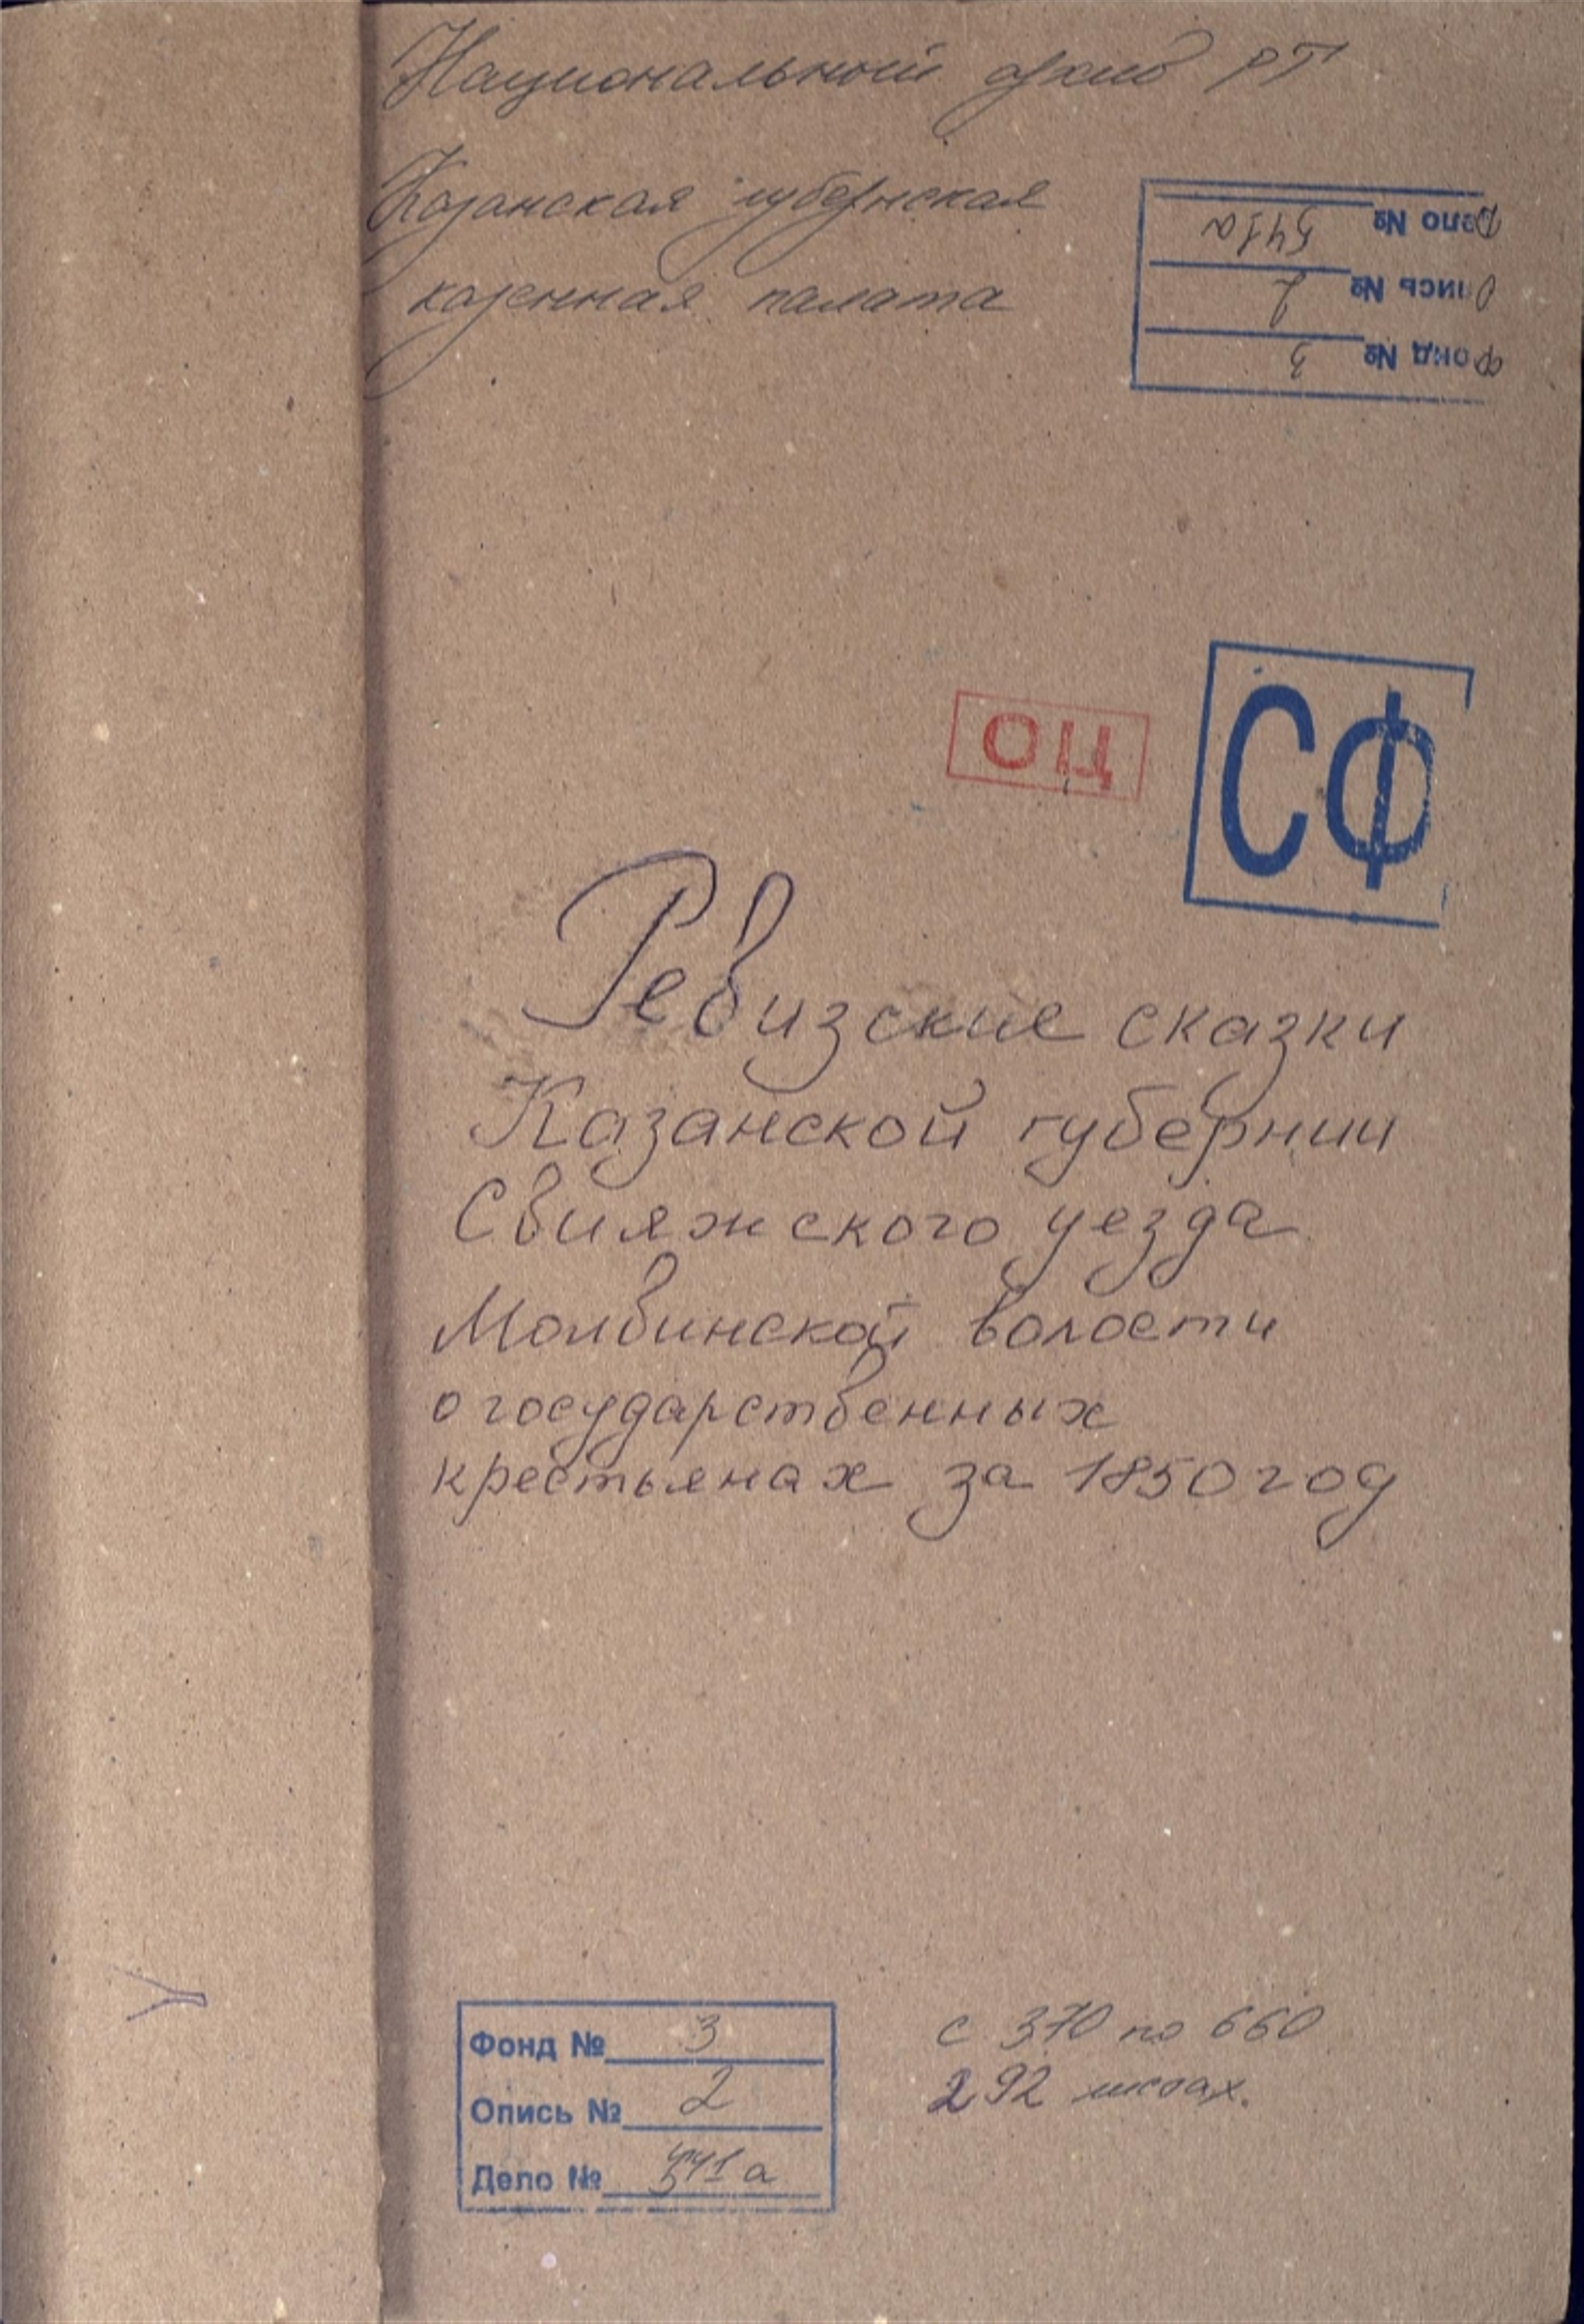 Национальный архив РТ
Казанская губернская
казенная палата
Дело № 541а
Опись № 2
Фонд № 3
СФ
ОЦ
Ревизские сказки
Казанской губернии
Свияжского уезда
Молвинской волости
о государственных
крестьянах за 1850 год
Фонд № 3
Опись № 2
Дело № 541а
с 370 по 660
292 листах.